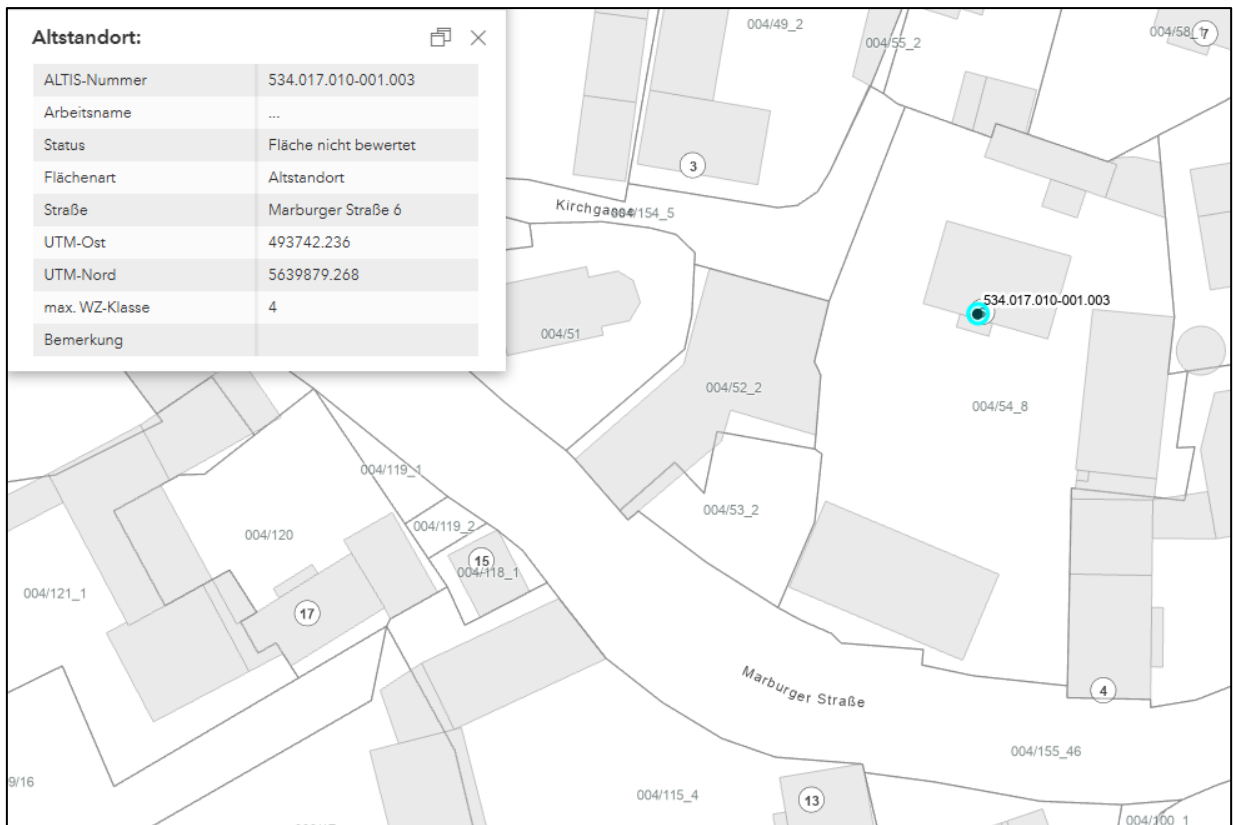 Altstandort:
ALTIS-Nummer 534.017.010-001.003
Arbeitsname ...
Status Fläche nicht bewertet
Flächenart Altstandort
Straße Marburger Straße 6
UTM-Ost 493742.236
UTM-Nord 5639879.268
max. WZ-Klasse 4
Bemerkung
004/49_2
004/55_2
004/58_1
7
3
Kirchgasse
004/154_5
534.017.010-001.003
004/51
004/52_2
004/54_8
004/119_1
004/53_2
004/119_2
004/120
15
004/118_1
004/121_1
17
Marburger Straße
4
004/155_46
9/16
004/115_4
13
004/100_1